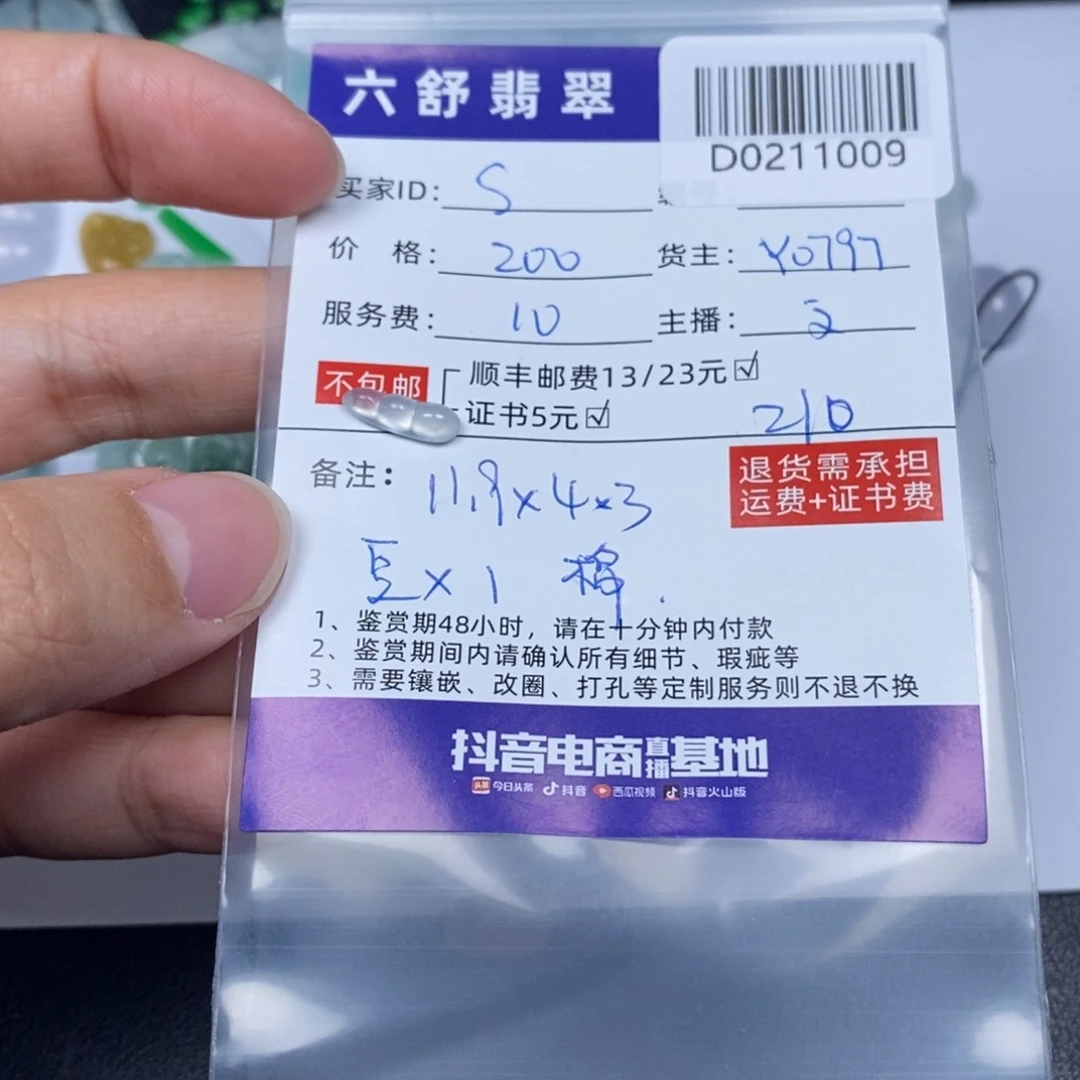 六舒翡翠
D0211009
买家ID: S
价 格: 200 货主: Y0797
服务费: 10 主播:
不包邮 顺丰邮费13/23元☑
证书5元☑ 210
备注: 11.9×4×3
退货需承担
运费+证书费
豆×1 棉.
1、鉴赏期48小时，请在十分钟内付款
2、鉴赏期间内请确认所有细节、瑕疵等
3、需要镶嵌、改圈、打孔等定制服务则不退不换
抖音电商直播基地
头条 今日头条 抖音 西瓜视频 抖音火山版